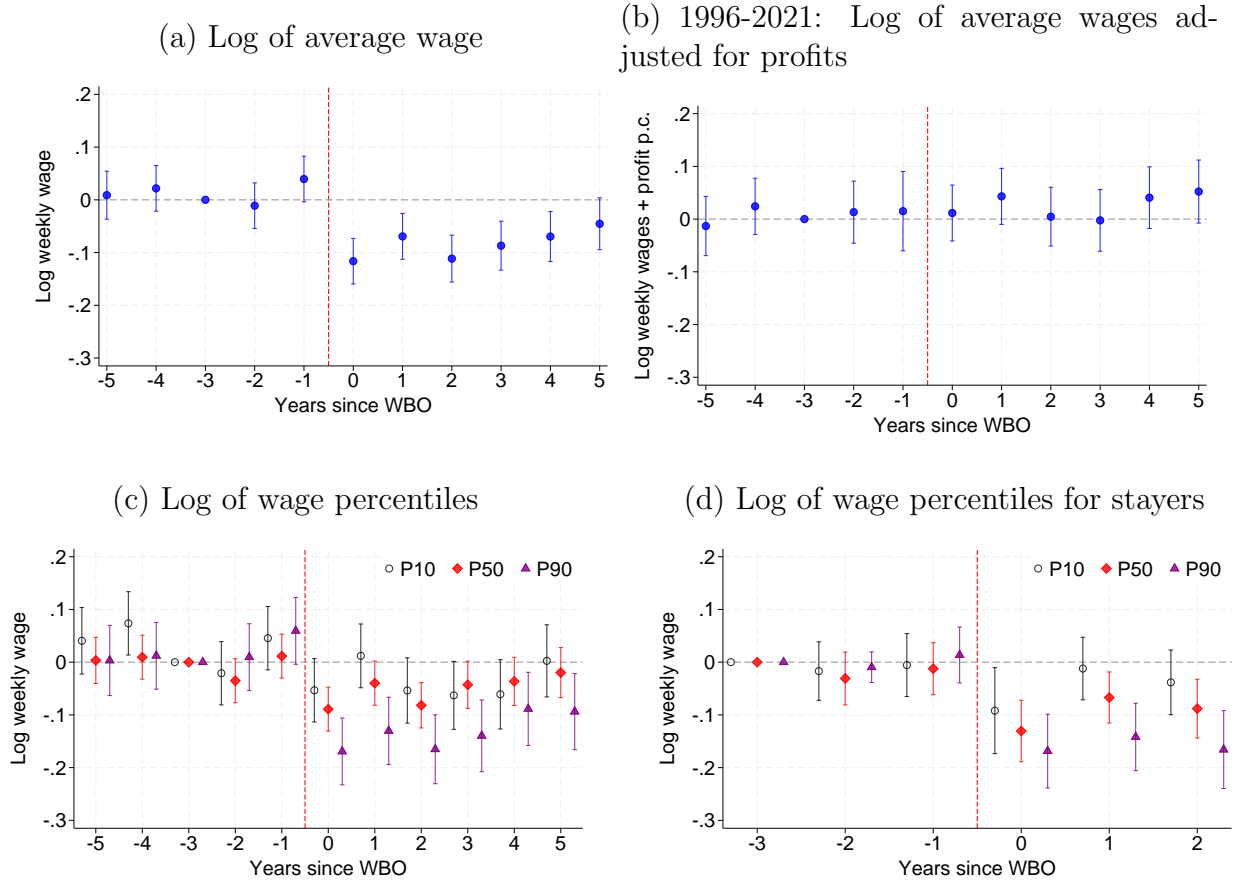 (a) Log of average wage
.2
.1
0
-.1
-.2
-.3
Log weekly wage
-5 -4 -3 -2 -1 0 1 2 3 4 5
Years since WBO
(b) 1996-2021: Log of average wages ad-
justed for profits
.2
.1
0
-.1
-.2
-.3
Log weekly wages + profit p.c.
-5 -4 -3 -2 -1 0 1 2 3 4 5
Years since WBO
(c) Log of wage percentiles
P10 P50 P90
.2
.1
0
-.1
-.2
-.3
Log weekly wage
-5 -4 -3 -2 -1 0 1 2 3 4 5
Years since WBO
(d) Log of wage percentiles for stayers
P10 P50 P90
.2
.1
0
-.1
-.2
-.3
Log weekly wage
-3 -2 -1 0 1 2
Years since WBO